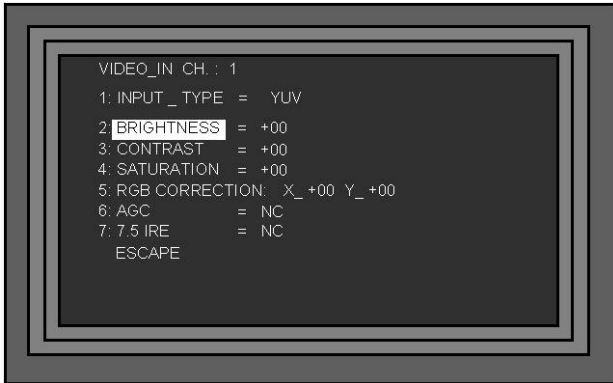 VIDEO_IN CH. : 1
1: INPUT _ TYPE = YUV
2: BRIGHTNESS = +00
3: CONTRAST = +00
4: SATURATION = +00
5: RGB CORRECTION: X_ +00 Y_ +00
6: AGC = NC
7: 7.5 IRE = NC
ESCAPE